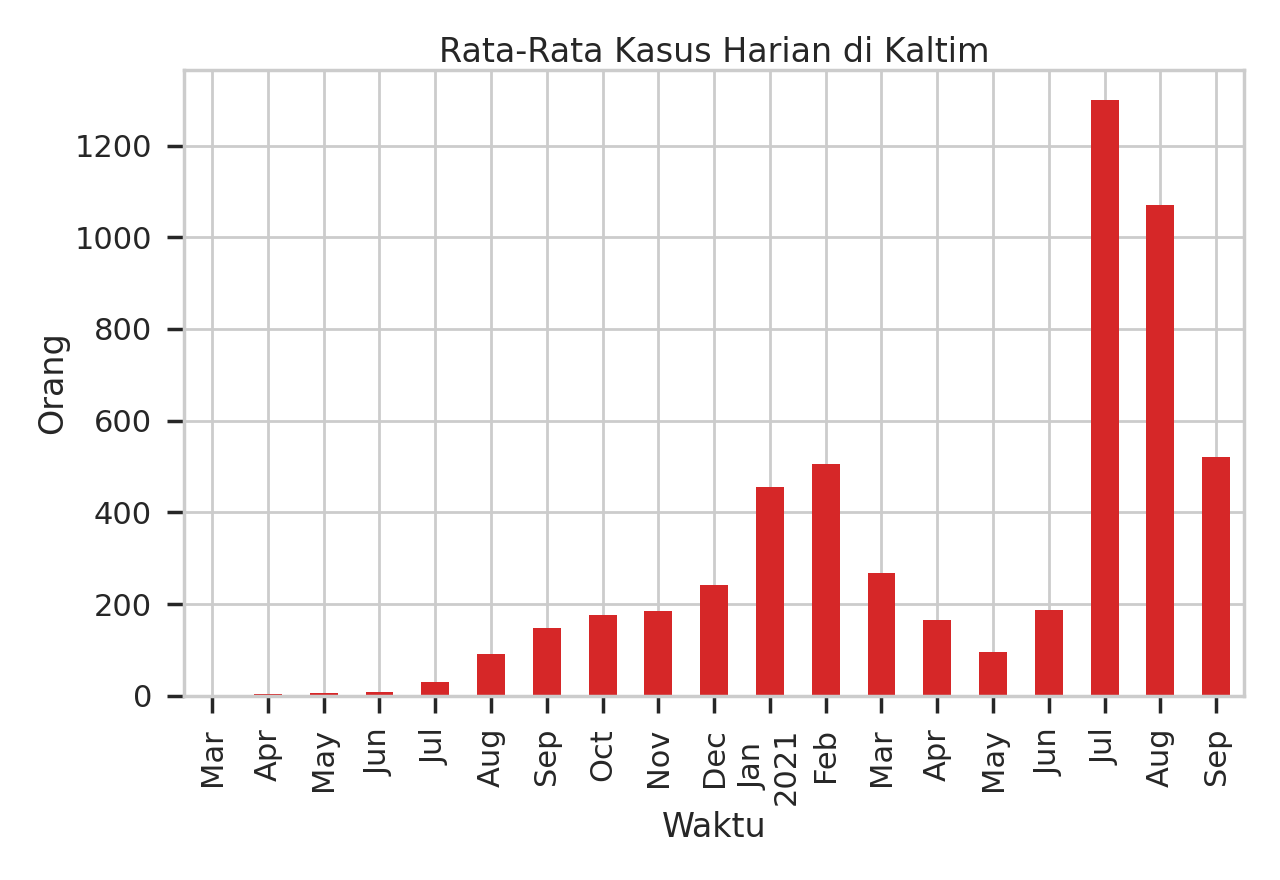 Rata-Rata Kasus Harian di Kaltim
1200
1000
800
600
400
200
0
Orang
Mar
Apr
May
Jun
Jul
Aug
Sep
Oct
Nov
Dec
Jan
2021
Feb
Mar
Apr
May
Jun
Jul
Aug
Sep
Waktu